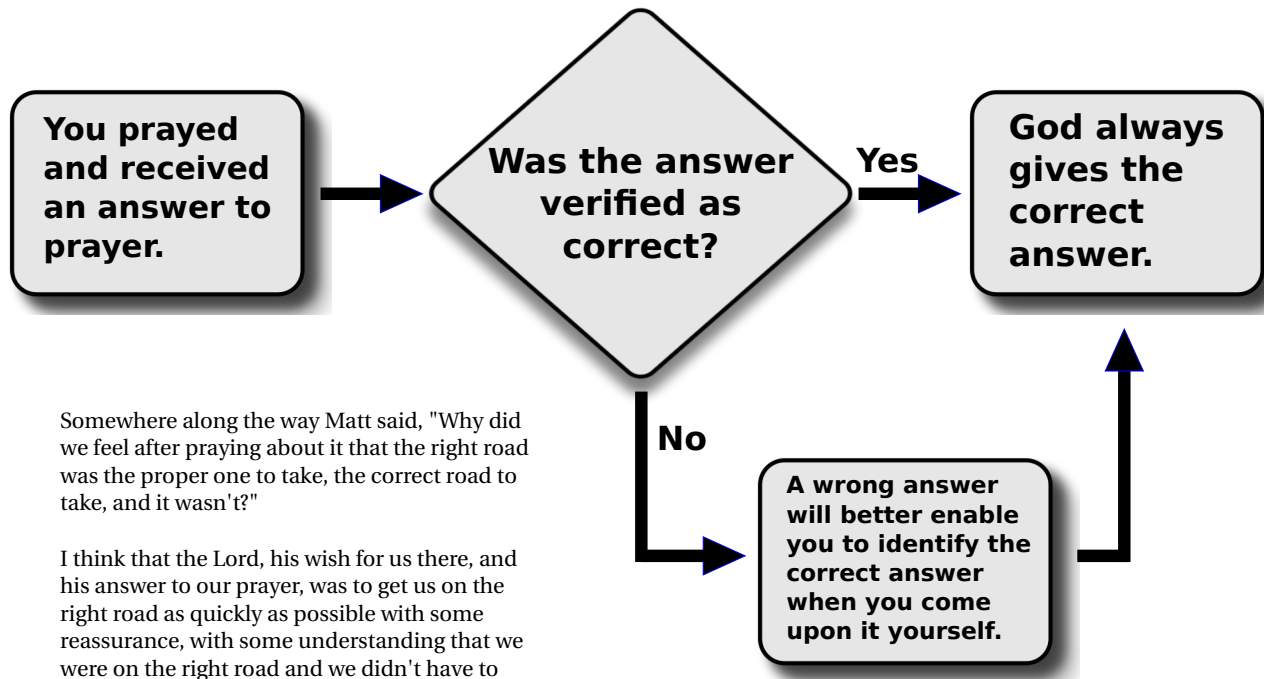 You prayed
and received
an answer to
prayer.
Was the answer
verified as
correct?
Yes
God always
gives the
correct
answer.
No
A wrong answer
will better enable
you to identify the
correct answer
when you come
upon it yourself.
Somewhere along the way Matt said, "Why did
we feel after praying about it that the right road
was the proper one to take, the correct road to
take, and it wasn't?"
I think that the Lord, his wish for us there, and
his answer to our prayer, was to get us on the
right road as quickly as possible with some
reassurance, with some understanding that we
were on the right road and we didn't have to